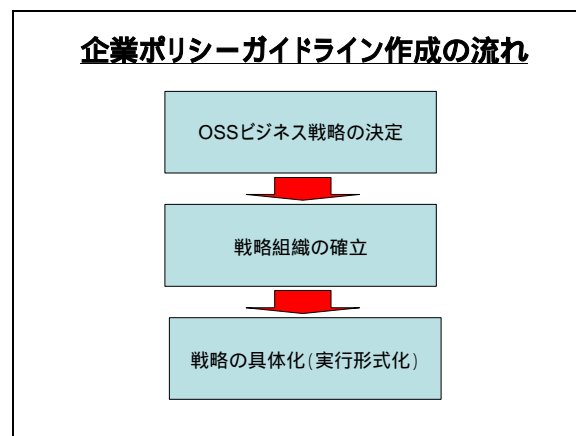 企業ポリシーガイドライン作成の流れ
OSSビジネス戦略の決定
戦略組織の確立
戦略の具体化(実行形式化)